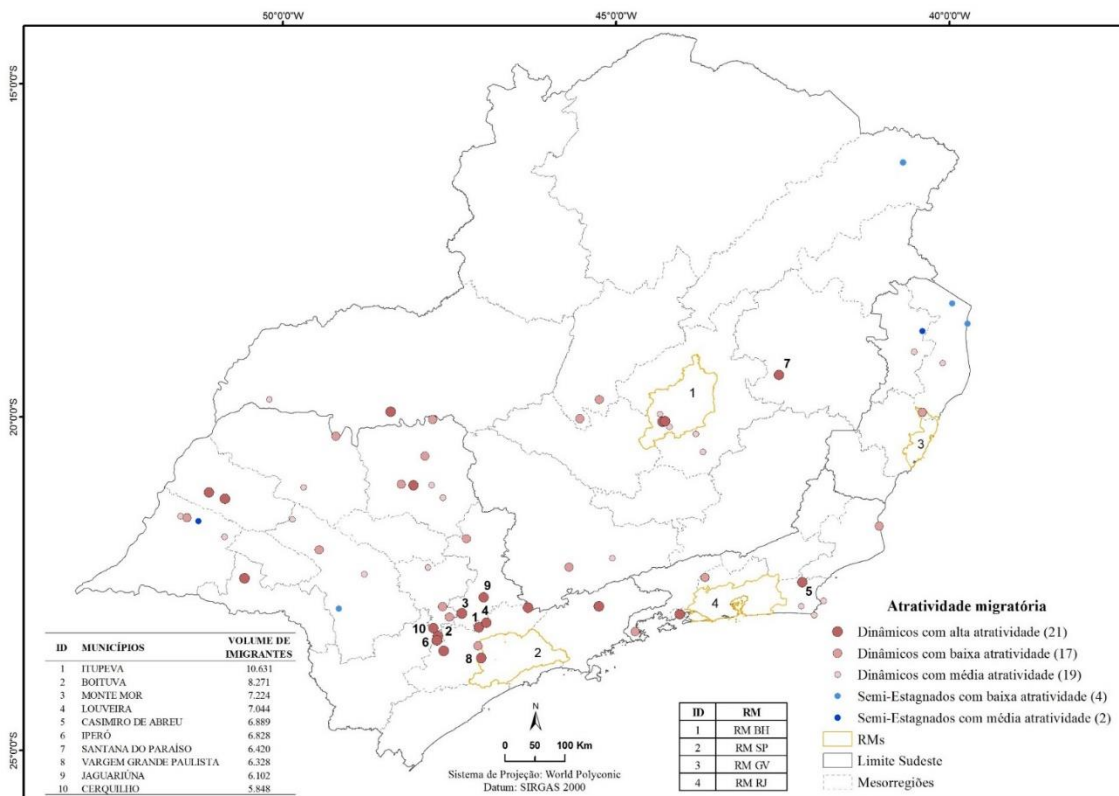 50°0'0"W 45°0'0"W 40°0'0"W
15°0'0"S
20°0'0"S
25°0'0"S
1
7
3
5
4
9
3
4
1
10
2
6
8
2
ID MUNICÍPIOS VOLUME DE IMIGRANTES
1 ITUPEVA 10.631
2 BOITUVA 8.271
3 MONTE MOR 7.224
4 LOUVEIRA 7.044
5 CASIMIRO DE ABREU 6.889
6 IPERÓ 6.828
7 SANTANA DO PARAÍSO 6.420
8 VARGEM GRANDE PAULISTA 6.328
9 JAGUARIÚNA 6.102
10 CERQUILHO 5.848
N
0 50 100 Km
Sistema de Projeção: World Polyconic
Datum: SIRGAS 2000
ID RM
1 RM BH
2 RM SP
3 RM GV
4 RM RJ
Atratividade migratória
Dinâmicos com alta atratividade (21)
Dinâmicos com baixa atratividade (17)
Dinâmicos com média atratividade (19)
Semi-Estagnados com baixa atratividade (4)
Semi-Estagnados com média atratividade (2)
RMs
Limite Sudeste
Mesorregiões